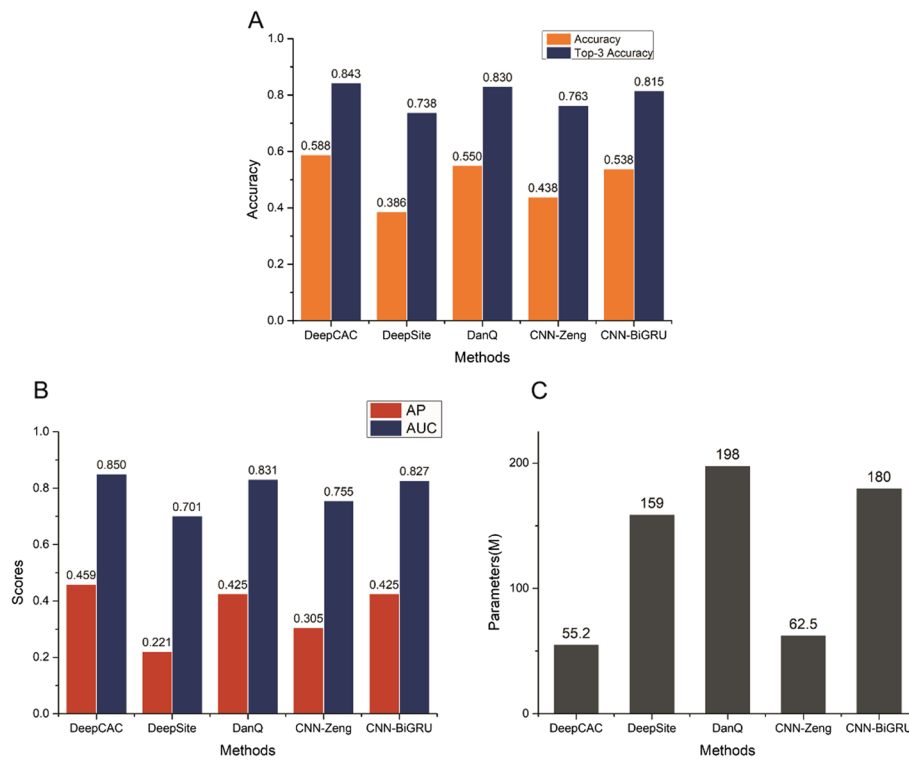 A
Accuracy
Top-3 Accuracy
1.0
0.8
0.6
0.4
0.2
0.0
Accuracy
0.843
0.588
0.738
0.386
0.830
0.550
0.763
0.438
0.815
0.538
DeepCAC DeepSite DanQ CNN-Zeng CNN-BiGRU
Methods
B
AP
AUC
1.0
0.8
0.6
0.4
0.2
0.0
Scores
0.850
0.459
0.701
0.221
0.831
0.425
0.755
0.305
0.827
0.425
DeepCAC DeepSite DanQ CNN-Zeng CNN-BiGRU
Methods
C
200
100
0
Parameters(M)
55.2
159
198
62.5
180
DeepCAC DeepSite DanQ CNN-Zeng CNN-BiGRU
Methods